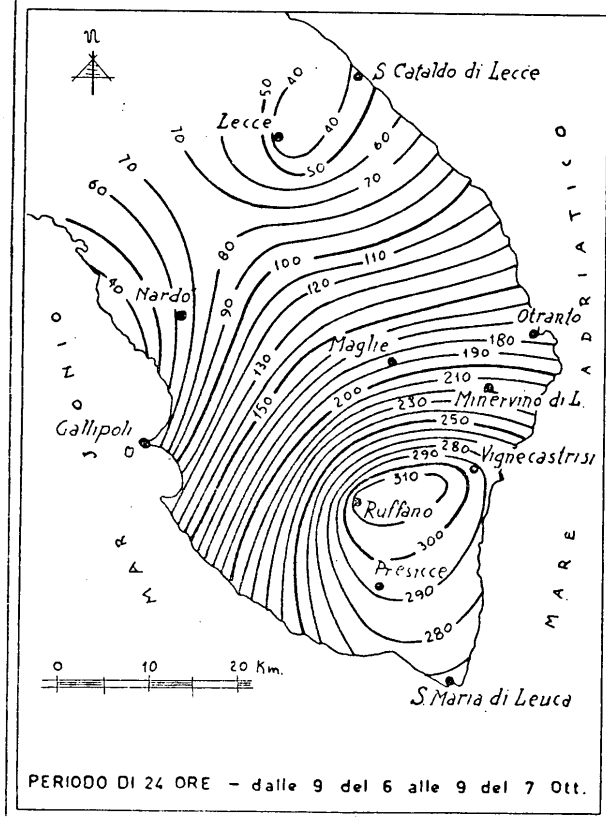 N
S. Cataldo di Lecce
50
40
Lecce
40
50
60
70
70
70
60
80
90
100
110
120
40
Nardò
130
150
Maglie
Otranto
180
190
200
210
Minervino di L.
230
250
Gallipoli
280
290
Vignecastrisi
310
Ruffano
300
Presicce
290
280
S. Maria di Leuca
MAR JONIO
MARE ADRIATICO
0 10 20 Km.
PERIODO DI 24 ORE – dalle 9 del 6 alle 9 del 7 Ott.